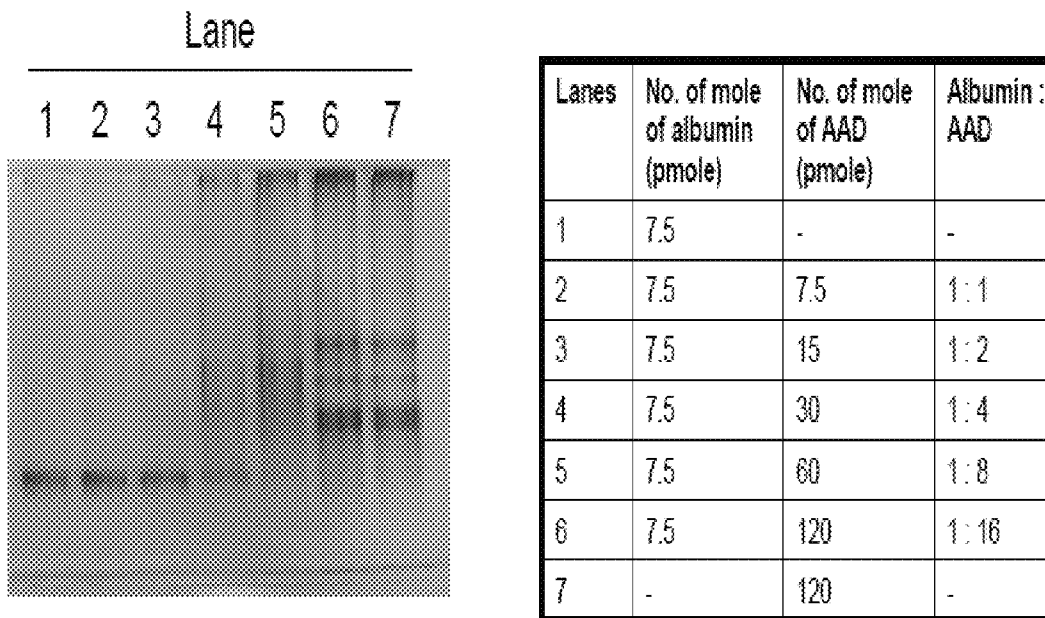 Lane
1 2 3 4 5 6 7
Lanes No. of mole of albumin (pmole) No. of mole of AAD (pmole) Albumin : AAD
1 7.5 - -
2 7.5 7.5 1 : 1
3 7.5 15 1 : 2
4 7.5 30 1 : 4
5 7.5 60 1 : 8
6 7.5 120 1 : 16
7 - 120 -